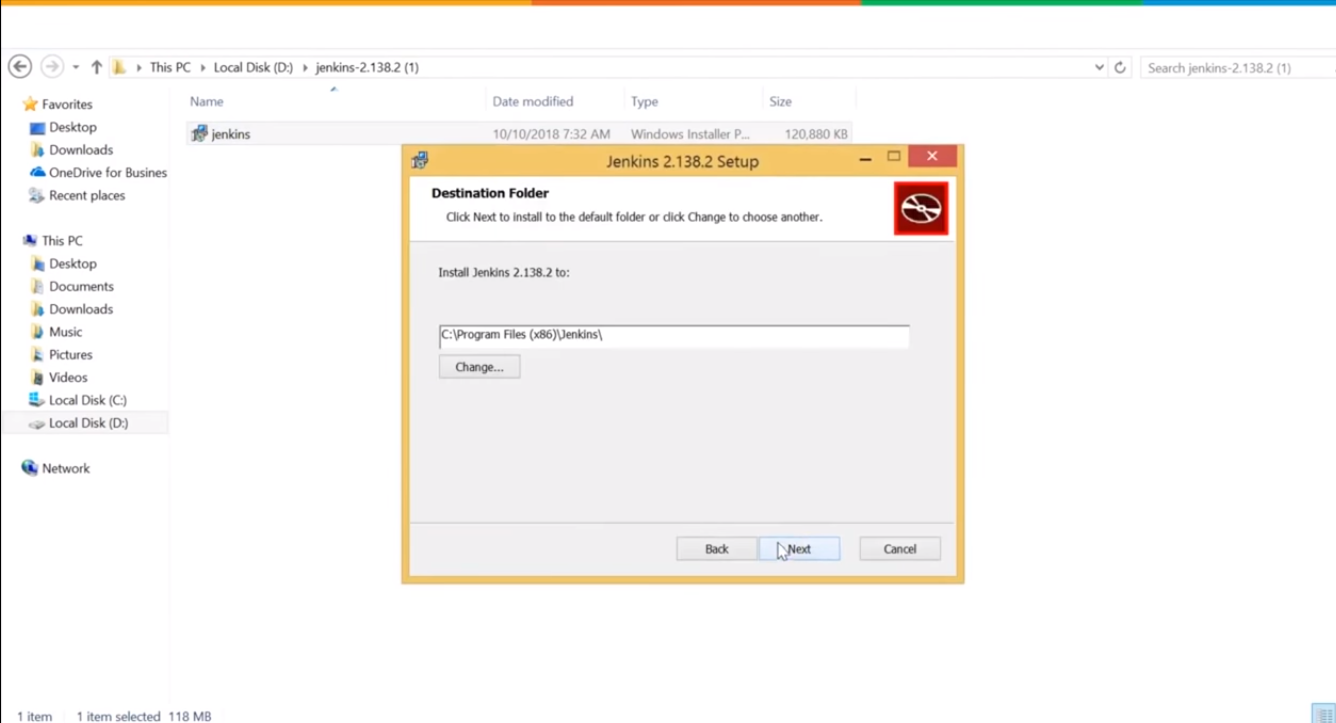 This PC Local Disk (D:) jenkins-2.138.2 (1)
Search jenkins-2.138.2 (1)
Favorites
Desktop
Downloads
OneDrive for Busines
Recent places
This PC
Desktop
Documents
Downloads
Music
Pictures
Videos
Local Disk (C:)
Local Disk (D:)
Network
Name Date modified Type Size
jenkins 10/10/2018 7:32 AM Windows Installer P... 120,880 KB
Jenkins 2.138.2 Setup
Destination Folder
Click Next to install to the default folder or click Change to choose another.
Install Jenkins 2.138.2 to:
C:\Program Files (x86)\Jenkins\
Change...
Back Next Cancel
1 item 1 item selected 118 MB